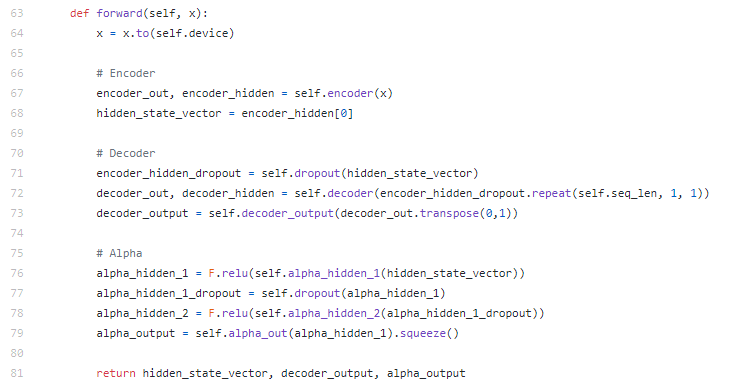 63 def forward(self, x):
64 x = x.to(self.device)
65
66 # Encoder
67 encoder_out, encoder_hidden = self.encoder(x)
68 hidden_state_vector = encoder_hidden[0]
69
70 # Decoder
71 encoder_hidden_dropout = self.dropout(hidden_state_vector)
72 decoder_out, decoder_hidden = self.decoder(encoder_hidden_dropout.repeat(self.seq_len, 1, 1))
73 decoder_output = self.decoder_output(decoder_out.transpose(0,1))
74
75 # Alpha
76 alpha_hidden_1 = F.relu(self.alpha_hidden_1(hidden_state_vector))
77 alpha_hidden_1_dropout = self.dropout(alpha_hidden_1)
78 alpha_hidden_2 = F.relu(self.alpha_hidden_2(alpha_hidden_1_dropout))
79 alpha_output = self.alpha_out(alpha_hidden_1).squeeze()
80
81 return hidden_state_vector, decoder_output, alpha_output